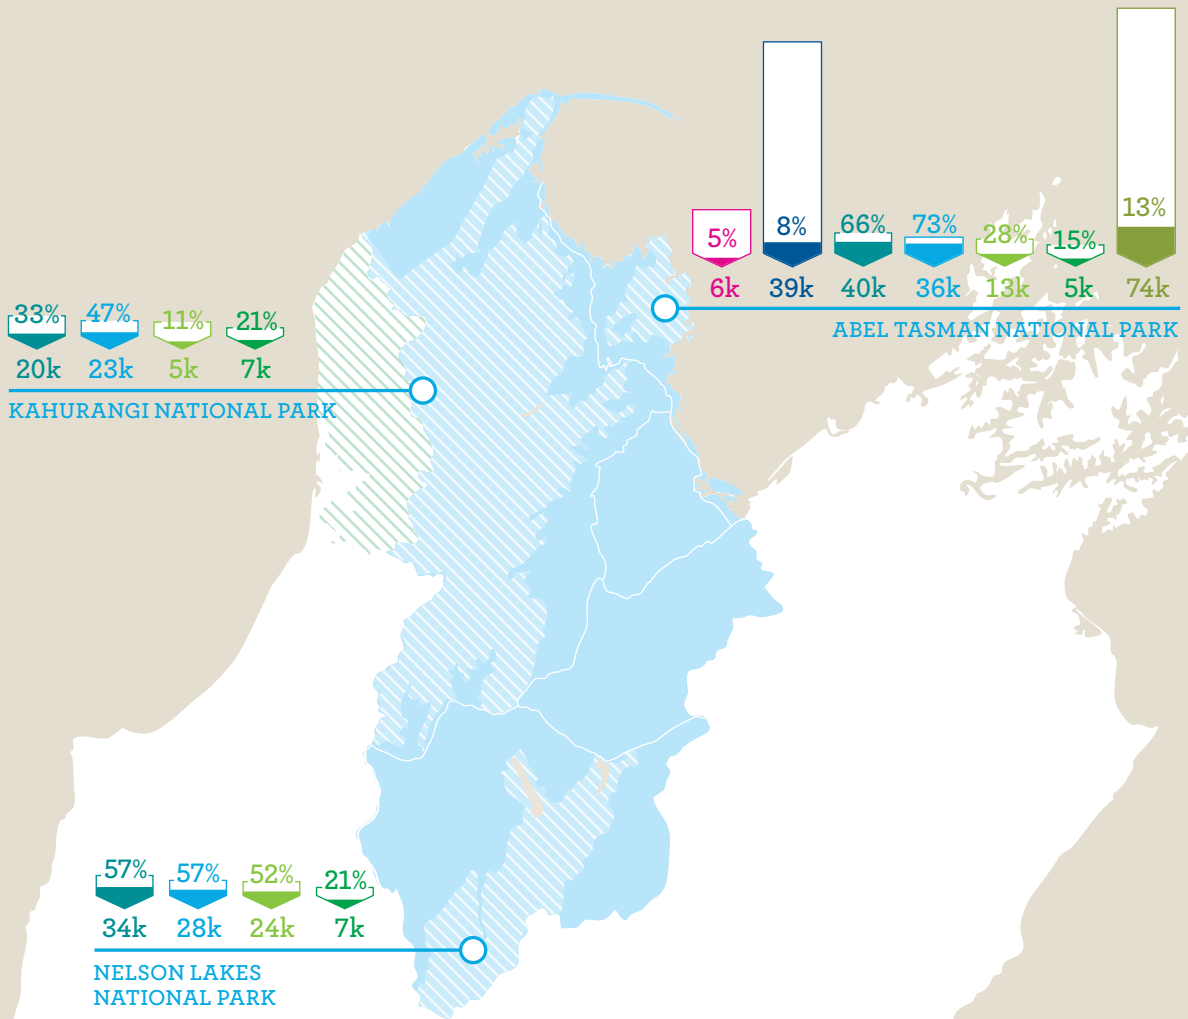 13%
5% 8% 66% 73% 28% 15%
6k 39k 40k 36k 13k 5k 74k
ABEL TASMAN NATIONAL PARK
33% 47% 11% 21%
20k 23k 5k 7k
KAHURANGI NATIONAL PARK
57% 57% 52% 21%
34k 28k 24k 7k
NELSON LAKES
NATIONAL PARK